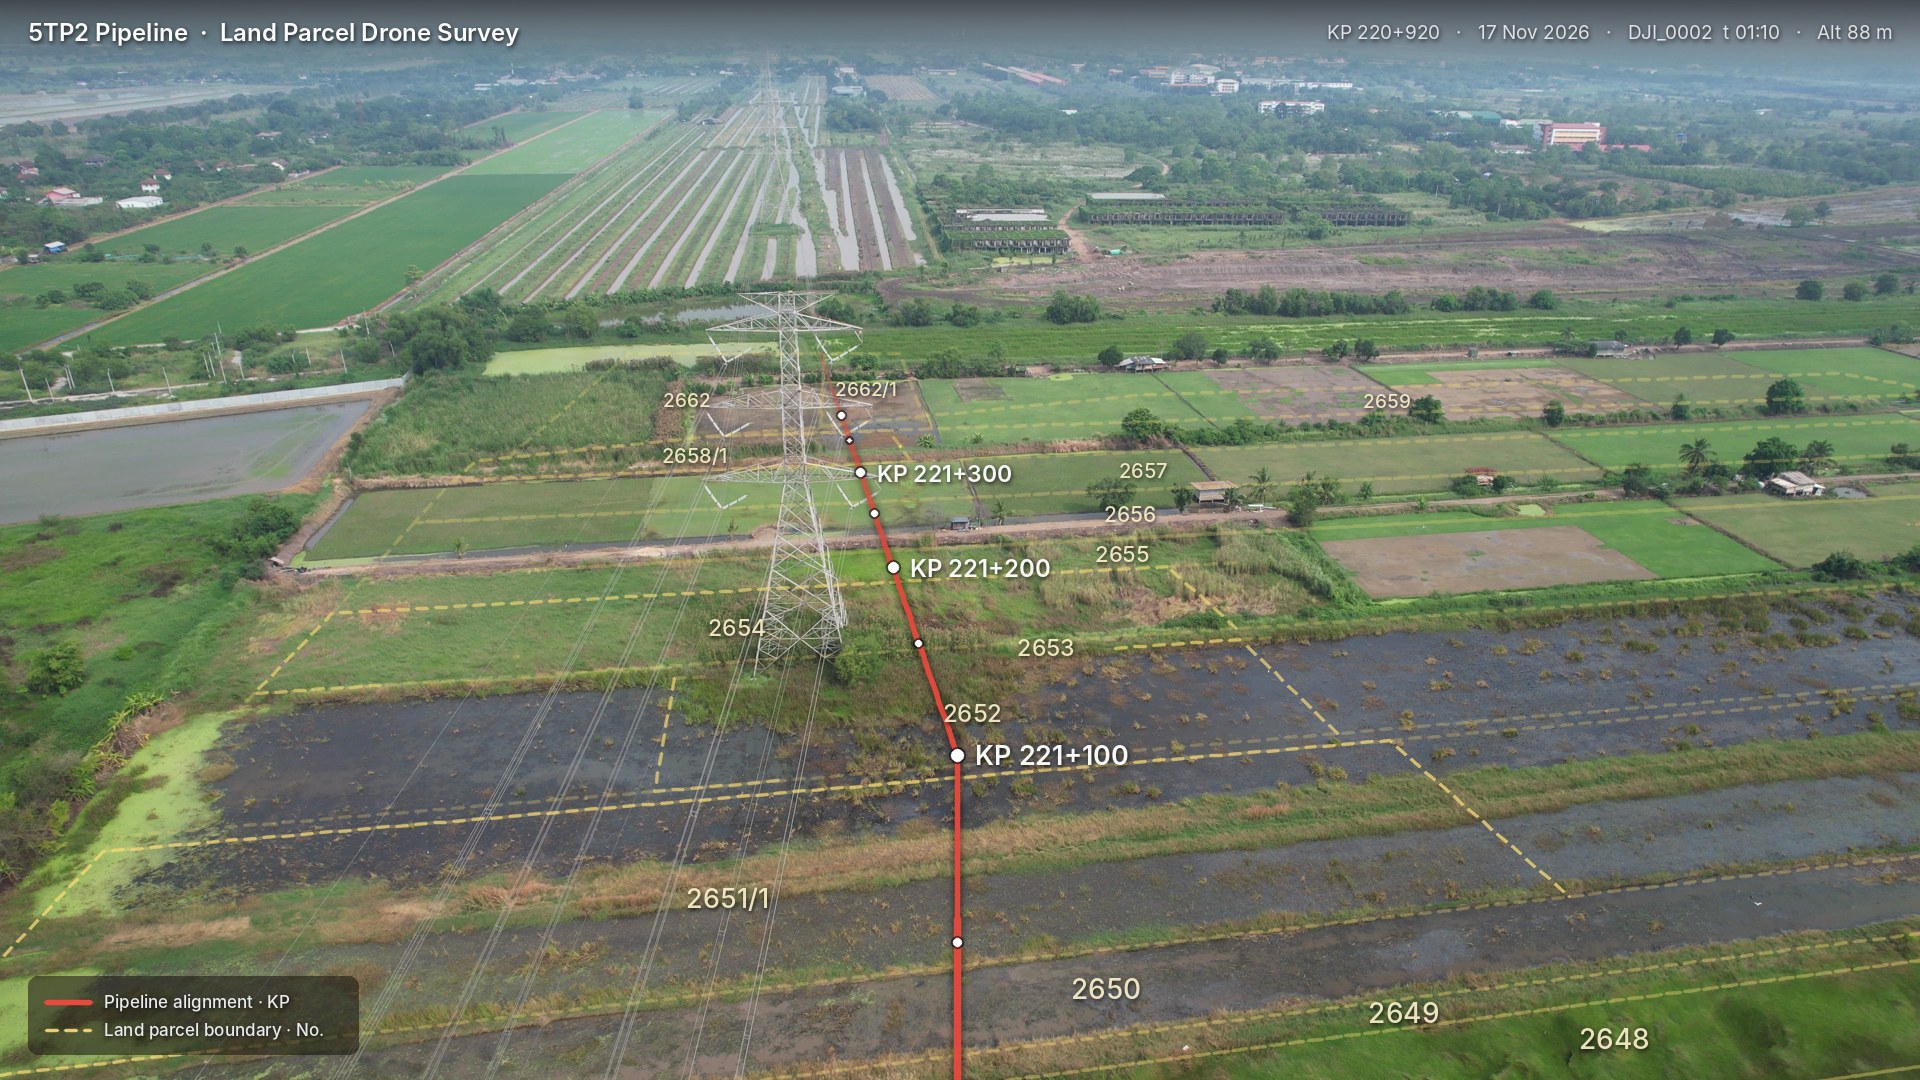 5TP2 Pipeline · Land Parcel Drone Survey
KP 220+920 · 17 Nov 2026 · DJI_0002 t 01:10 · Alt 88 m
2662/1
2662
2659
2658/1
2657
KP 221+300
2656
2655
KP 221+200
2654
2653
2652
KP 221+100
2651/1
2650
2649
2648
Pipeline alignment · KP
Land parcel boundary · No.